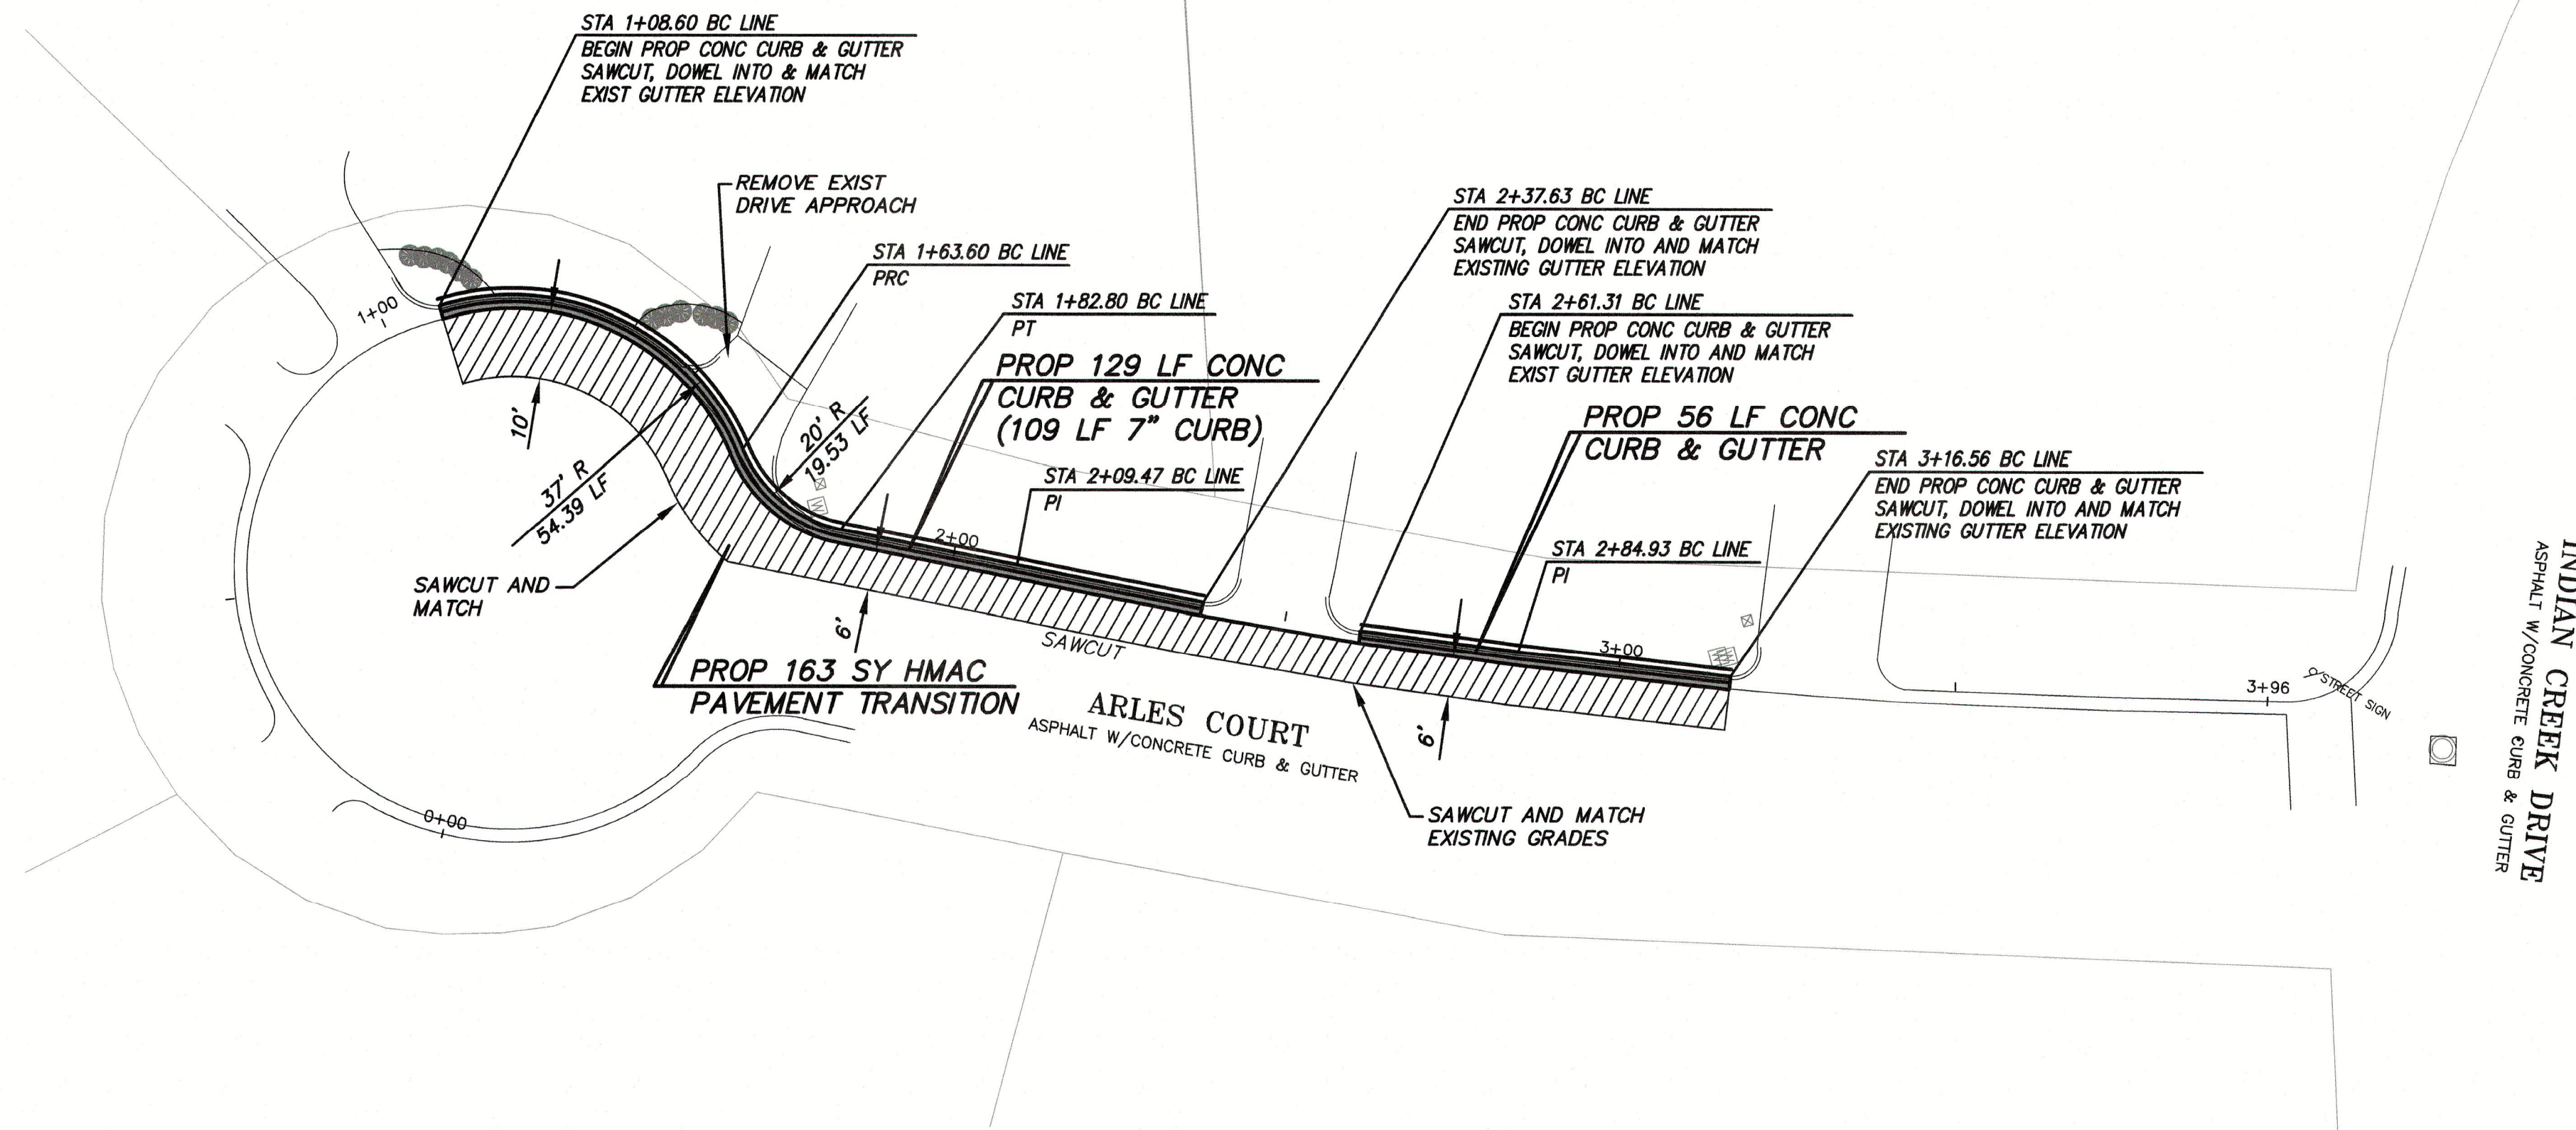 STA 1+08.60 BC LINE
BEGIN PROP CONC CURB & GUTTER
SAWCUT, DOWEL INTO & MATCH
EXIST GUTTER ELEVATION
REMOVE EXIST
DRIVE APPROACH
STA 1+63.60 BC LINE
PRC
STA 1+82.80 BC LINE
PT
PROP 129 LF CONC
CURB & GUTTER
(109 LF 7" CURB)
STA 2+09.47 BC LINE
PI
STA 2+37.63 BC LINE
END PROP CONC CURB & GUTTER
SAWCUT, DOWEL INTO AND MATCH
EXISTING GUTTER ELEVATION
STA 2+61.31 BC LINE
BEGIN PROP CONC CURB & GUTTER
SAWCUT, DOWEL INTO AND MATCH
EXIST GUTTER ELEVATION
PROP 56 LF CONC
CURB & GUTTER
STA 3+16.56 BC LINE
END PROP CONC CURB & GUTTER
SAWCUT, DOWEL INTO AND MATCH
EXISTING GUTTER ELEVATION
STA 2+84.93 BC LINE
PI
1+00
10'
37' R
54.39 LF
20' R
19.53 LF
W
2+00
3+00
3+96
STREET SIGN
SAWCUT AND
MATCH
6'
SAWCUT
PROP 163 SY HMAC
PAVEMENT TRANSITION
ARLES COURT
ASPHALT W/CONCRETE CURB & GUTTER
6'
SAWCUT AND MATCH
EXISTING GRADES
0+00
INDIAN CREEK DRIVE
ASPHALT W/CONCRETE CURB & GUTTER